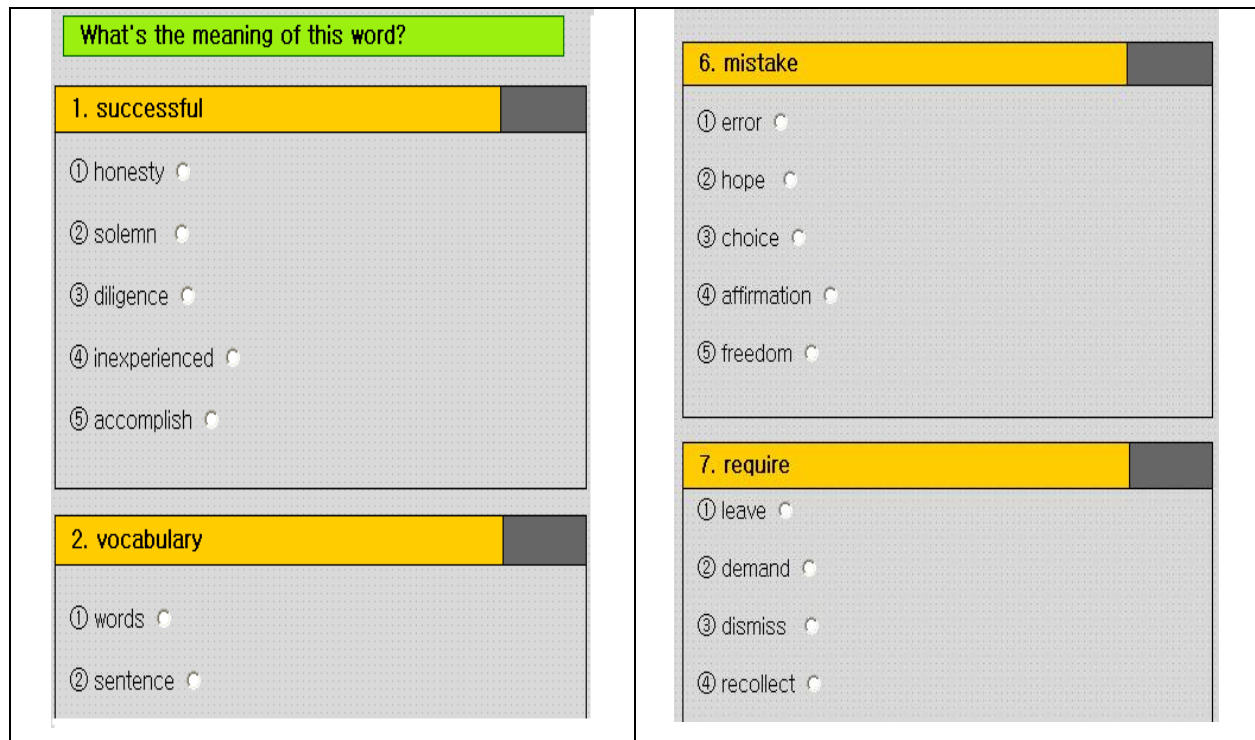 What's the meaning of this word?
1. successful
① honesty
② solemn
③ diligence
④ inexperienced
⑤ accomplish
2. vocabulary
① words
② sentence
6. mistake
① error
② hope
③ choice
④ affirmation
⑤ freedom
7. require
① leave
② demand
③ dismiss
④ recollect